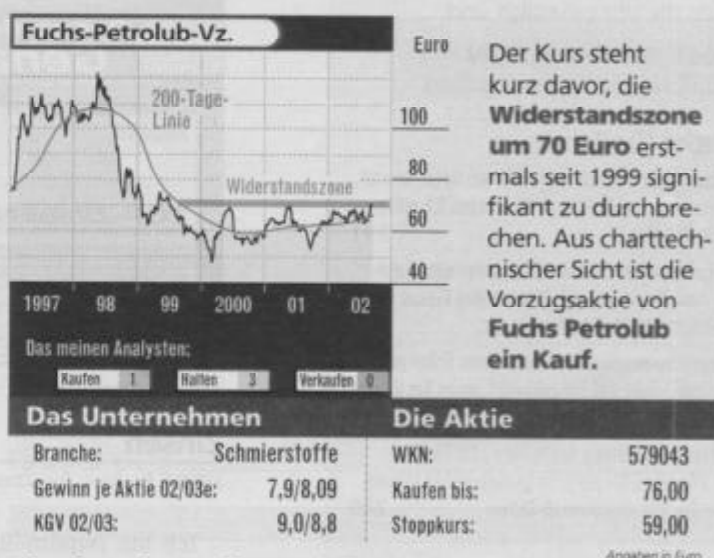 Fuchs-Petrolub-Vz.
Euro
200-Tage-
Linie
100
80
Widerstandszone
60
40
1997 98 99 2000 01 02
Das meinen Analysten:
Kaufen 1 Halten 3 Verkaufen 0
Der Kurs steht
kurz davor, die
Widerstandszone
um 70 Euro erst-
mals seit 1999 signi-
fikant zu durchbre-
chen. Aus charttech-
nischer Sicht ist die
Vorzugsaktie von
Fuchs Petrolub
ein Kauf.
Das Unternehmen
Branche: Schmierstoffe
Gewinn je Aktie 02/03e: 7,9/8,09
KGV 02/03: 9,0/8,8
Die Aktie
WKN: 579043
Kaufen bis: 76,00
Stoppkurs: 59,00
Angaben in Euro